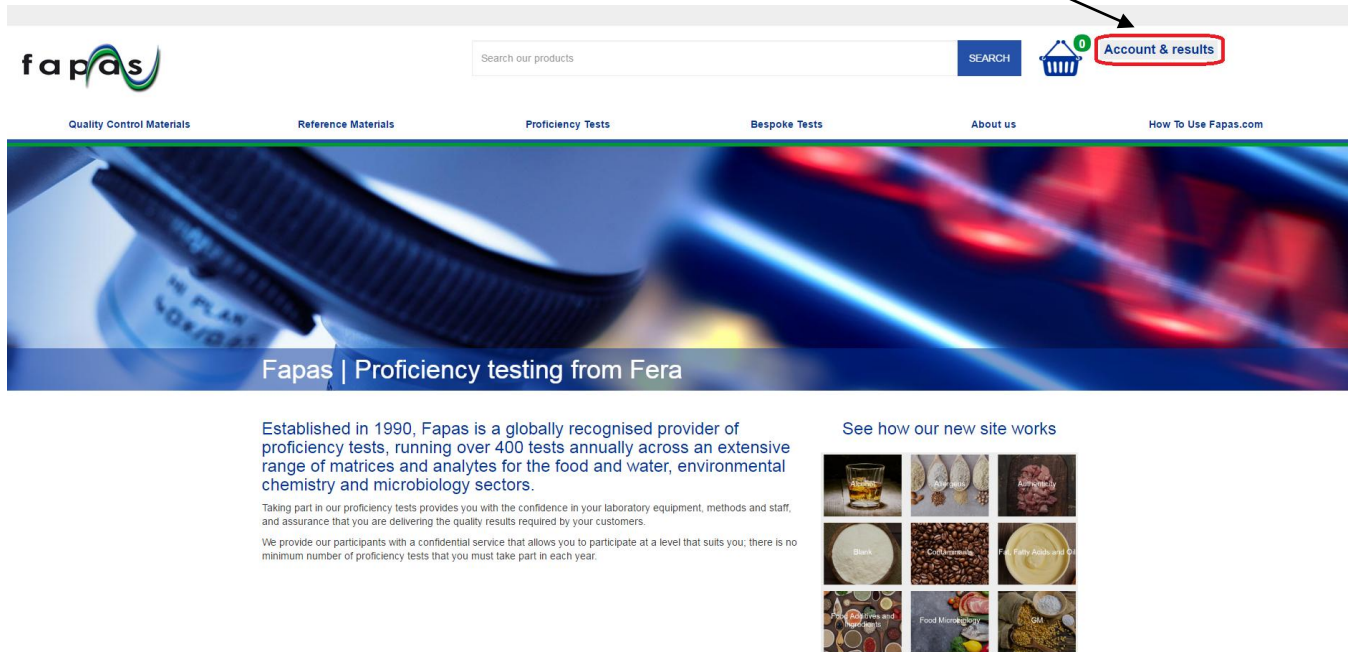 fapas
Search our products
SEARCH
0
Account & results
Quality Control Materials
Reference Materials
Proficiency Tests
Bespoke Tests
About us
How To Use Fapas.com
Fapas | Proficiency testing from Fera
Established in 1990, Fapas is a globally recognised provider of
proficiency tests, running over 400 tests annually across an extensive
range of matrices and analytes for the food and water, environmental
chemistry and microbiology sectors.
Taking part in our proficiency tests provides you with the confidence in your laboratory equipment, methods and staff,
and assurance that you are delivering the quality results required by your customers.
We provide our participants with a confidential service that allows you to participate at a level that suits you; there is no
minimum number of proficiency tests that you must take part in each year.
See how our new site works
Alcohol
Allergens
Authenticity
Blank
Contaminants
Fat, Fatty Acids and Oil
Food Additives and
Ingredients
Food Microbiology
GM